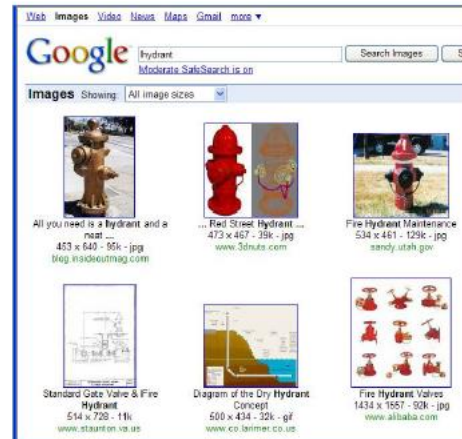 Web Images Video News Maps Gmail more ▼
Google
hydrant
Search Images
Moderate SafeSearch is on
Images Showing: All image sizes
All you need is a hydrant and a neat ...
453 x 640 - 95k - jpg
blog.insideoutmag.com
... Red Street Hydrant ...
473 x 467 - 39k - jpg
www.3dnuts.com
Fire Hydrant Maintenance
534 x 461 - 129k - jpg
sandy.utah.gov
Standard Gate Valve & IFire
Hydrant
514 x 728 - 11k
www.staunton.va.us
Diagram of the Dry Hydrant
Concept
500 x 434 - 32k - gif
www.co.larimer.co.us
Fire Hydrant Valves
1434 x 1557 - 92k - jpg
www.alibaba.com